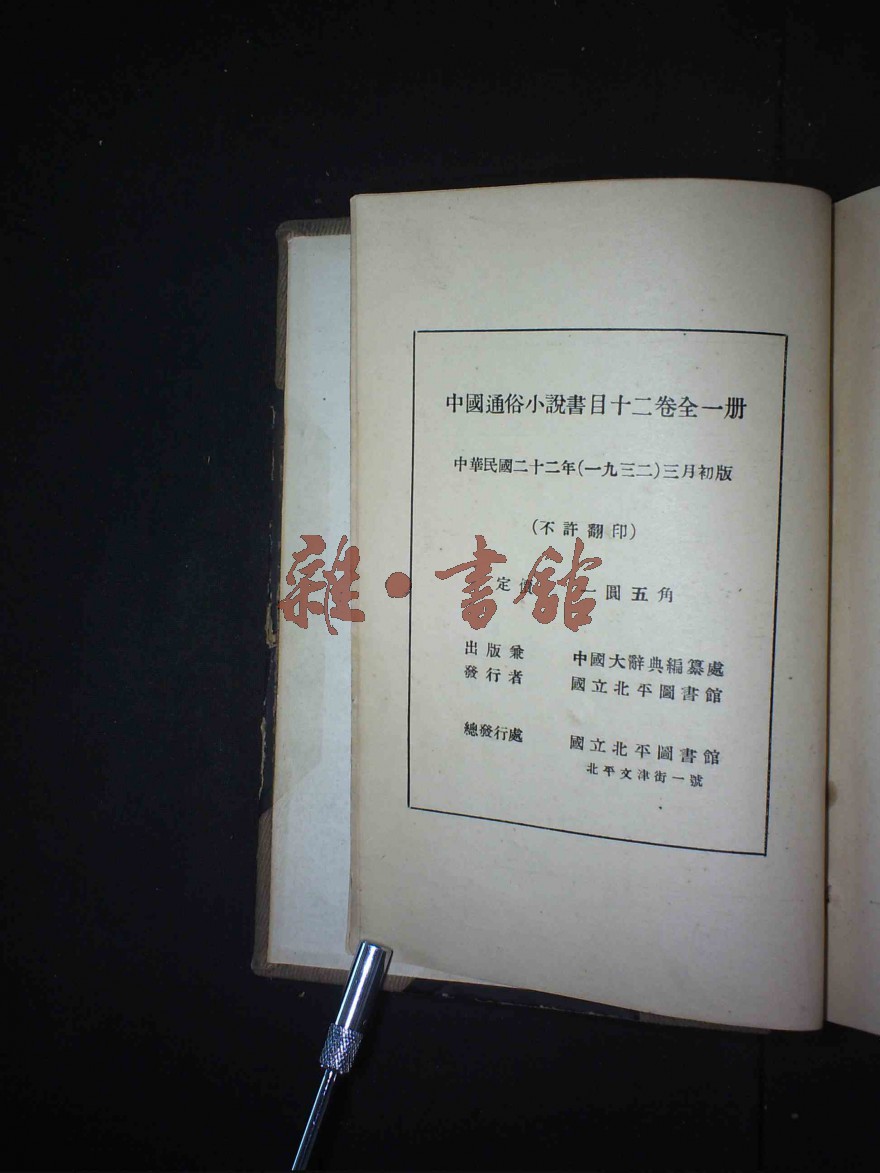 中國通俗小說書目十二卷全一册
中華民國二十二年(一九三二)三月初版
(不許翻印)
定價 一圓五角
出版兼
發行者
中國大辭典編纂處
國立北平圖書館
總發行處 國立北平圖書館
北平文津街一號
雜·書館